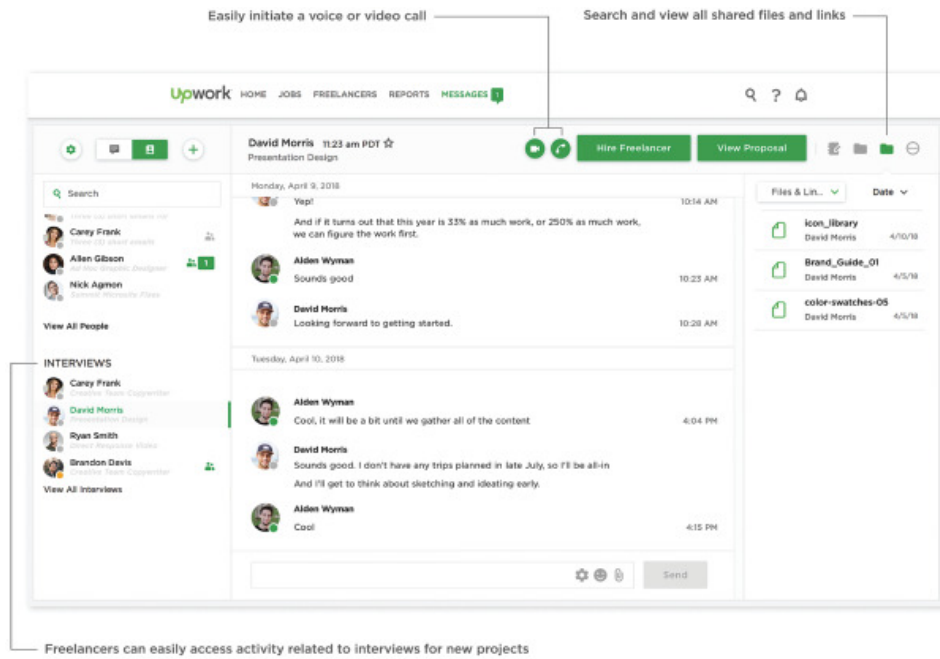 Easily initiate a voice or video call
Search and view all shared files and links
Upwork HOME JOBS FREELANCERS REPORTS MESSAGES 1
David Morris 11:23 am PDT
Presentation Design
Hire Freelancer
View Proposal
Search
Carey Frank
Allen Gibson
1
Nick Agmon
View All People
INTERVIEWS
Carey Frank
Creative Team Copywriter
David Morris
Presentation Design
Ryan Smith
Direct Response Video
Brandon Davis
Creative Team Copywriter
View All Interviews
Monday, April 9, 2018
Yep! 10:14 AM
And if it turns out that this year is 33% as much work, or 250% as much work,
we can figure the work first.
Alden Wyman
Sounds good 10:23 AM
David Morris
Looking forward to getting started. 10:28 AM
Tuesday, April 10, 2018
Alden Wyman
Cool, it will be a bit until we gather all of the content 4:04 PM
David Morris
Sounds good. I don't have any trips planned in late July, so I'll be all-in
And I'll get to think about sketching and ideating early.
Alden Wyman
Cool 4:15 PM
Send
Files & Lin... Date
icon_library
David Morris 4/10/18
Brand_Guide_01
David Morris 4/5/18
color-swatches-05
David Morris 4/5/18
Freelancers can easily access activity related to interviews for new projects